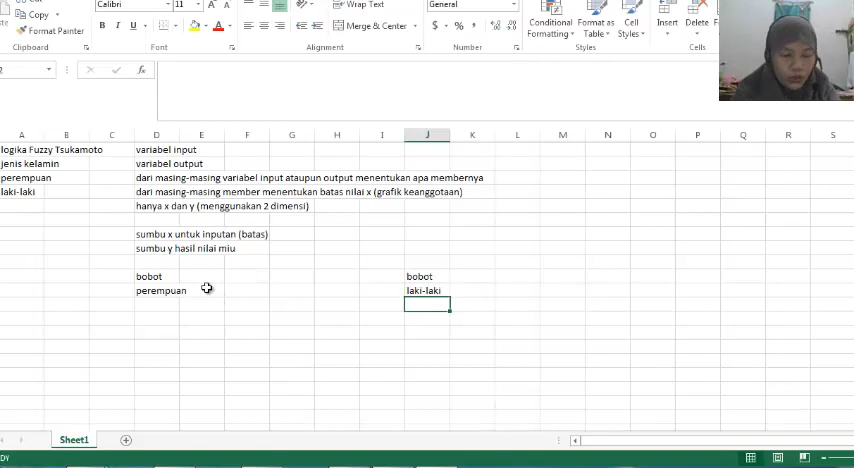 Copy
Format Painter
Clipboard
Calibri
11
B I U
Font
Wrap Text
Merge & Center
Alignment
General
$ % ,
Number
Conditional Formatting
Format as Table
Cell Styles
Styles
Insert
Delete
Cells
2
fx
A B C D E F G H I J K L M N O P Q R S
logika Fuzzy Tsukamoto variabel input
jenis kelamin variabel output
perempuan dari masing-masing variabel input ataupun output menentukan apa membernya
laki-laki dari masing-masing member menentukan batas nilai x (grafik keanggotaan)
hanya x dan y (menggunakan 2 dimensi)
sumbu x untuk inputan (batas)
sumbu y hasil nilai miu
bobot bobot
perempuan laki-laki
Sheet1
DY